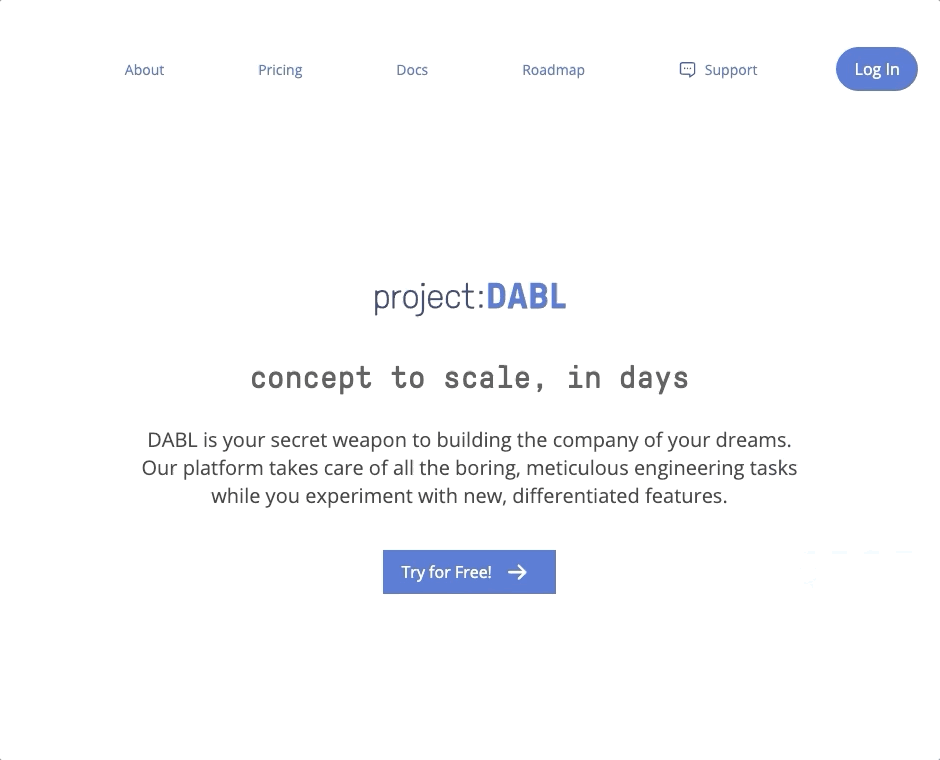 About
Pricing
Docs
Roadmap
Support
Log In
project:DABL
concept to scale, in days
DABL is your secret weapon to building the company of your dreams.
Our platform takes care of all the boring, meticulous engineering tasks
while you experiment with new, differentiated features.
Try for Free!